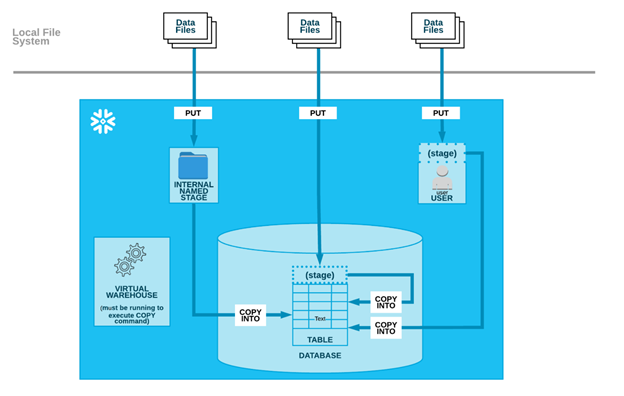 Local File
System
Data
Files
Data
Files
Data
Files
PUT
PUT
PUT
INTERNAL
NAMED
STAGE
(stage)
user
USER
VIRTUAL
WAREHOUSE
(must be running to
execute COPY
command)
(stage)
COPY
INTO
COPY
INTO
COPY
INTO
Text
TABLE
DATABASE